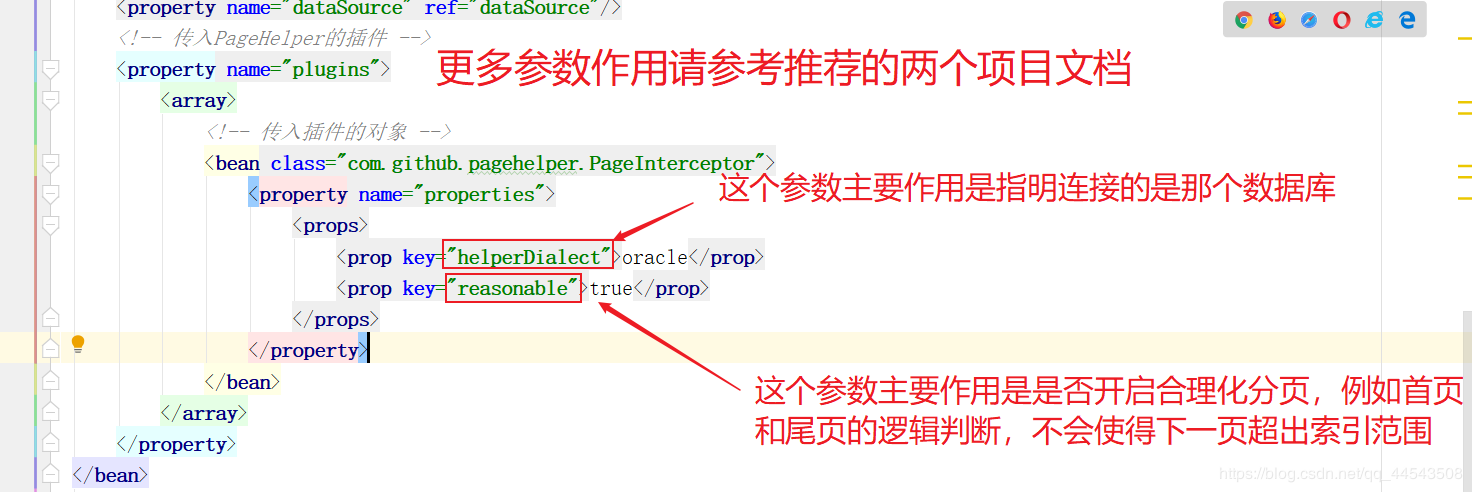 <property name="dataSource" ref="dataSource"/>
<!-- 传入PageHelper的插件 -->
<property name="plugins">
更多参数作用请参考推荐的两个项目文档
<array>
<!-- 传入插件的对象 -->
<bean class="com.github.pagehelper.PageInterceptor">
<property name="properties">
这个参数主要作用是指明连接的是那个数据库
<props>
<prop key="helperDialect">oracle</prop>
<prop key="reasonable">true</prop>
</props>
</property>
</bean>
这个参数主要作用是是否开启合理化分页，例如首页
和尾页的逻辑判断，不会使得下一页超出索引范围
</array>
</property>
</bean>
https://blog.csdn.net/qq_44543508